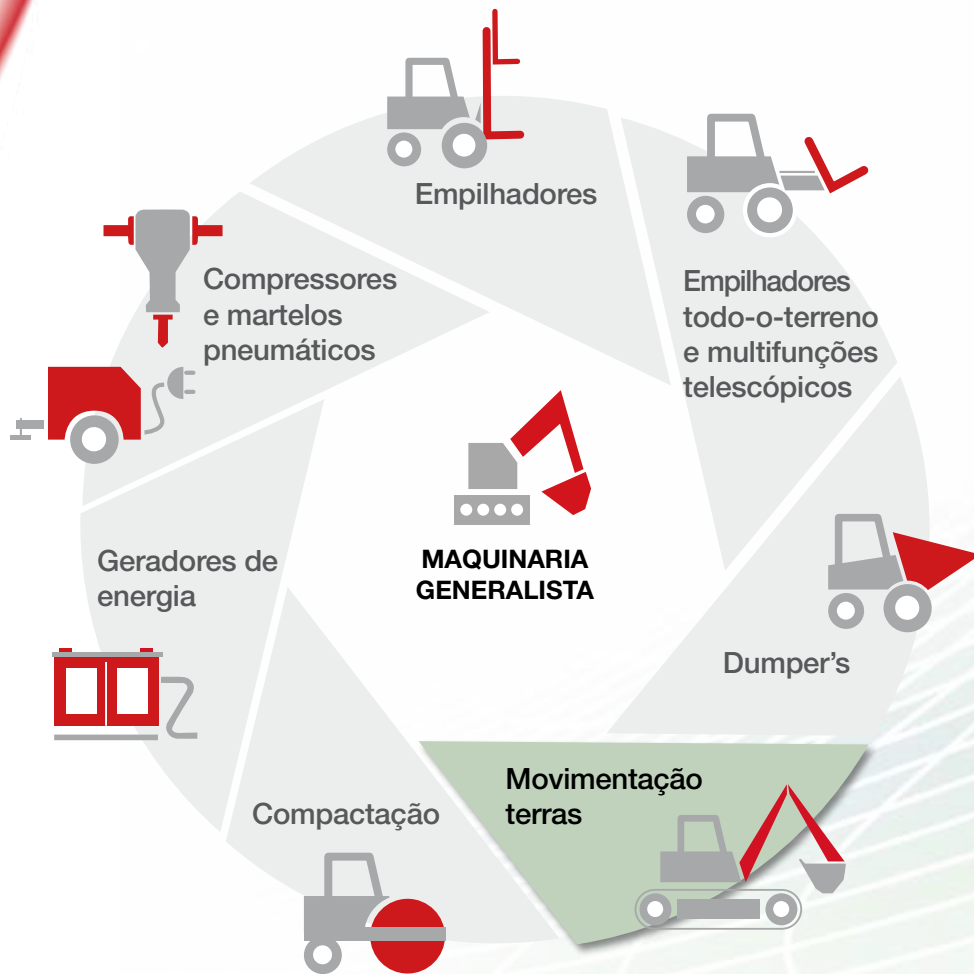 Empilhadores
Empilhadores
todo-o-terreno
e multifunções
telescópicos
Compressores
e martelos
pneumáticos
MAQUINARIA
GENERALISTA
Geradores de
energia
Dumper's
Movimentação
terras
Compactação